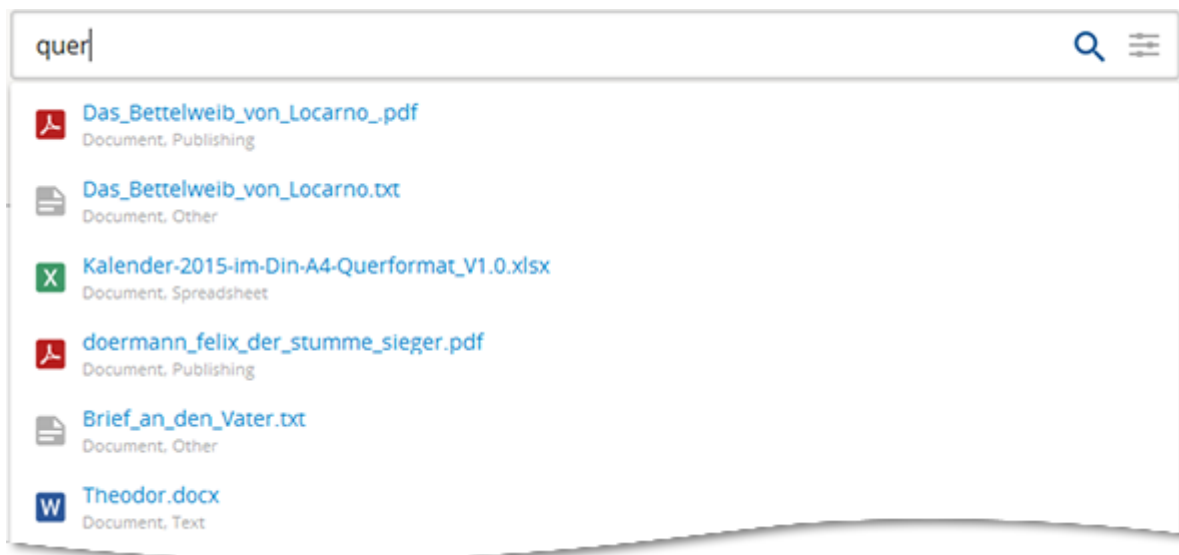 quer
Das_Bettelweib_von_Locarno_.pdf
Document, Publishing
Das_Bettelweib_von_Locarno.txt
Document, Other
Kalender-2015-im-Din-A4-Querformat_V1.0.xlsx
Document, Spreadsheet
doermann_felix_der_stumme_sieger.pdf
Document, Publishing
Brief_an_den_Vater.txt
Document, Other
Theodor.docx
Document, Text